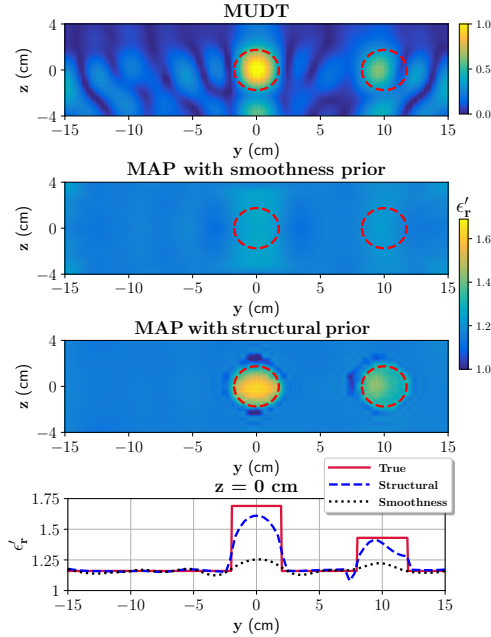 MUDT
4
0
−4
z (cm)
−15 −10 −5 0 5 10 15
y (cm)
1.0
0.5
0.0
MAP with smoothness prior
4
0
−4
z (cm)
−15 −10 −5 0 5 10 15
y (cm)
ϵ′r
1.6
1.4
1.2
1.0
MAP with structural prior
4
0
−4
z (cm)
−15 −10 −5 0 5 10 15
y (cm)
True
Structural
Smoothness
z = 0 cm
1.75
1.25
1
ϵ′r
−15 −10 −5 0 5 10 15
y (cm)